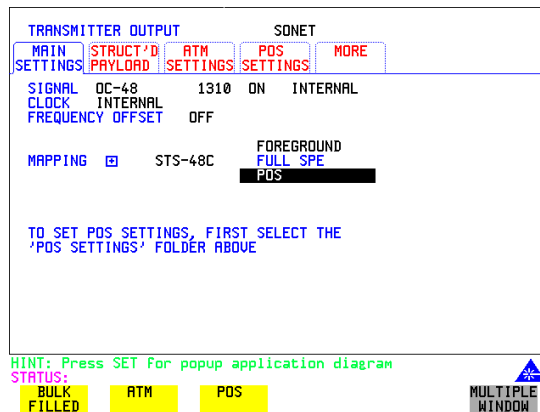 TRANSMITTER OUTPUT SONET
MAIN SETTINGS STRUCT'D PAYLOAD ATM SETTINGS POS SETTINGS MORE
SIGNAL OC-48 1310 ON INTERNAL
CLOCK INTERNAL
FREQUENCY OFFSET OFF
FOREGROUND
MAPPING + STS-48C FULL SPE
POS
TO SET POS SETTINGS, FIRST SELECT THE
'POS SETTINGS' FOLDER ABOVE
HINT: Press SET For popup application diagram
STATUS:
BULK FILLED ATM POS MULTIPLE WINDOW